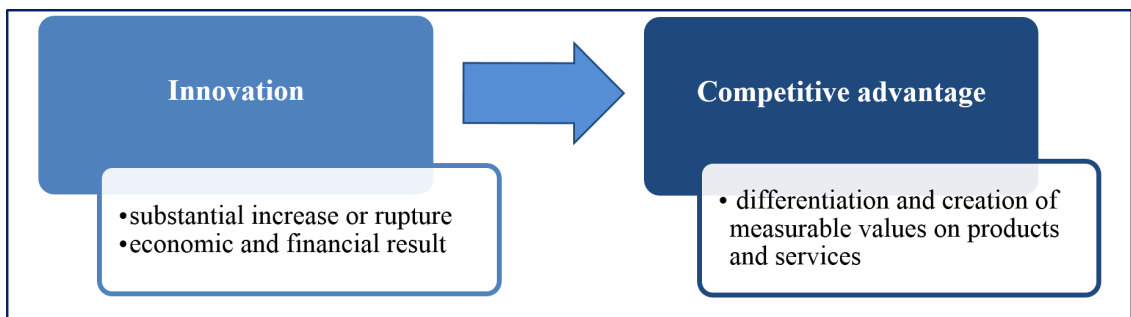 Innovation
•substantial increase or rupture
•economic and financial result
Competitive advantage
• differentiation and creation of
measurable values on products
and services